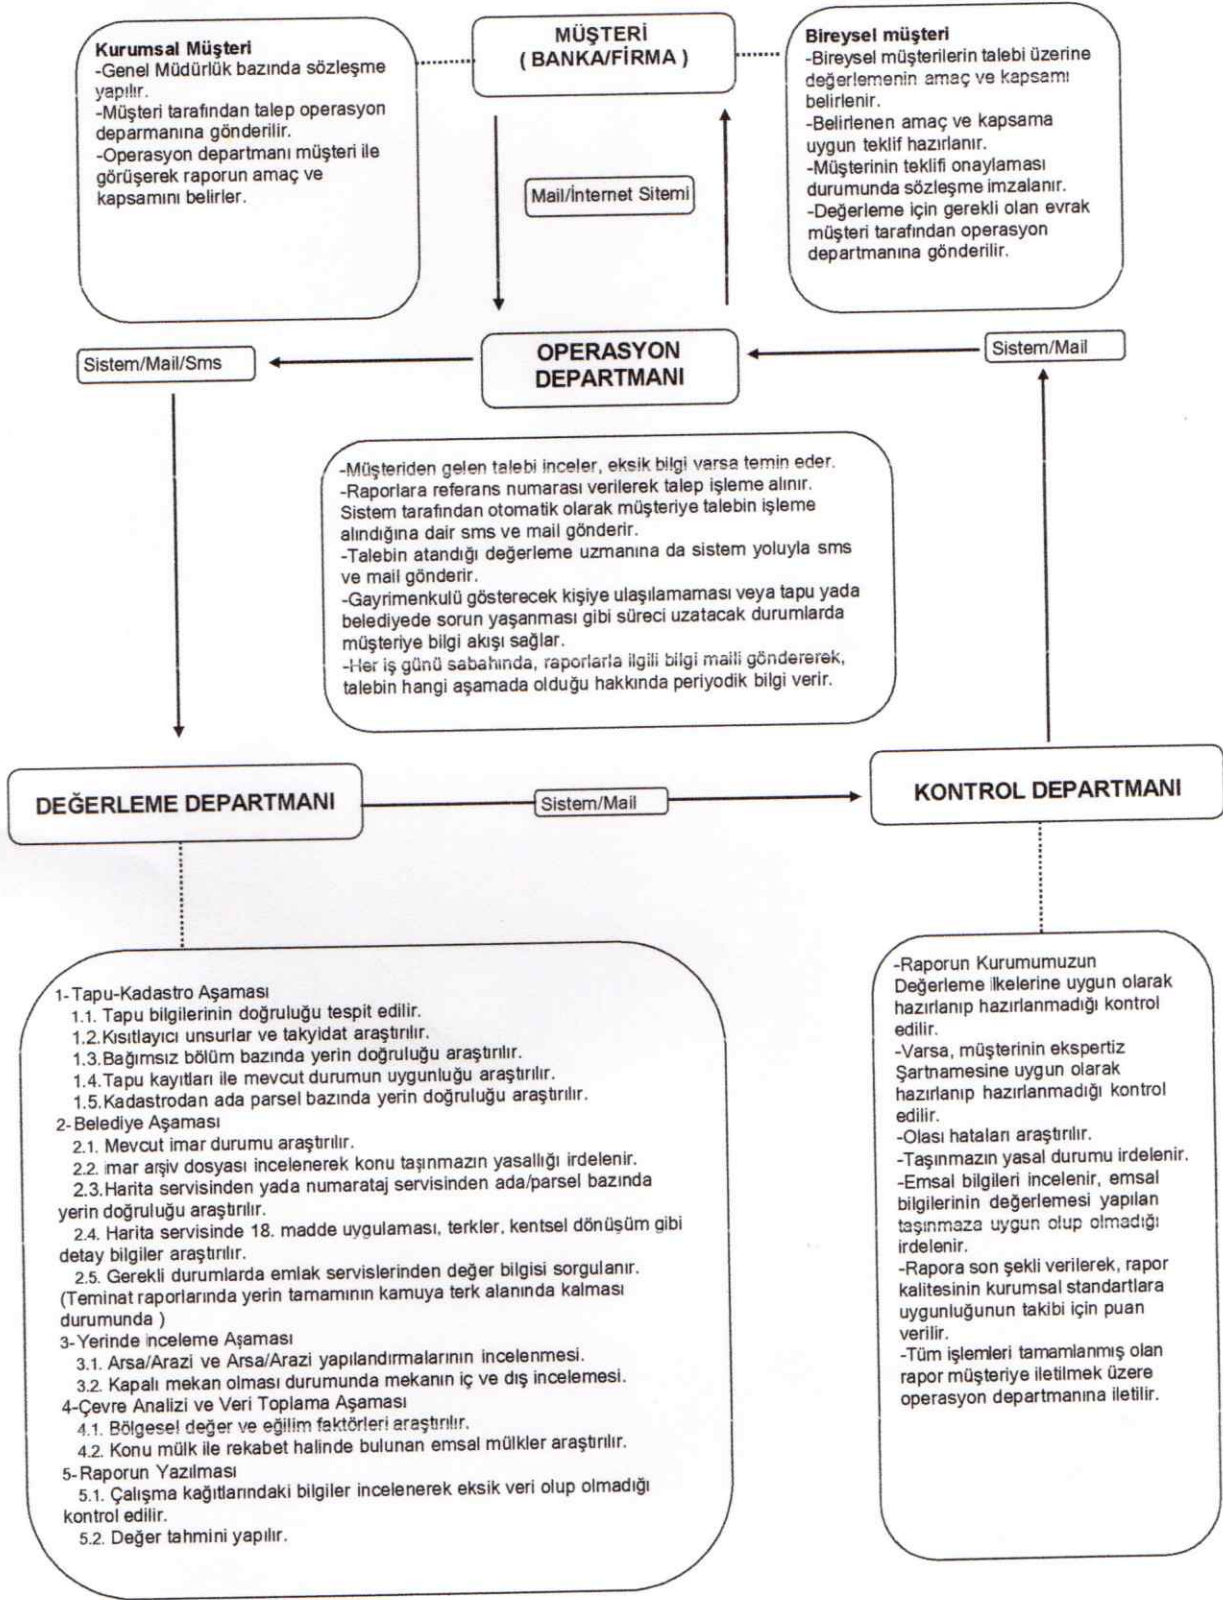 Kurumsal Müşteri
-Genel Müdürlük bazında sözleşme
yapılır.
-Müşteri tarafından talep operasyon
deparmanına gönderilir.
-Operasyon departmanı müşteri ile
görüşerek raporun amaç ve
kapsamını belirler.
MÜŞTERİ
( BANKA/FİRMA )
Bireysel müşteri
-Bireysel müşterilerin talebi üzerine
değerlemenin amaç ve kapsamı
belirlenir.
-Belirlenen amaç ve kapsama
uygun teklif hazırlanır.
-Müşterinin teklifi onaylaması
durumunda sözleşme imzalanır.
-Değerleme için gerekli olan evrak
müşteri tarafından operasyon
departmanına gönderilir.
Mail/İnternet Sitemi
Sistem/Mail/Sms
OPERASYON
DEPARTMANI
Sistem/Mail
-Müşteriden gelen talebi inceler, eksik bilgi varsa temin eder.
-Raporlara referans numarası verilerek talep işleme alınır.
Sistem tarafından otomatik olarak müşteriye talebin işleme
alındığına dair sms ve mail gönderir.
-Talebin atandığı değerleme uzmanına da sistem yoluyla sms
ve mail gönderir.
-Gayrimenkulü gösterecek kişiye ulaşılamaması veya tapu yada
belediyede sorun yaşanması gibi süreci uzatacak durumlarda
müşteriye bilgi akışı sağlar.
-Her iş günü sabahında, raporlarla ilgili bilgi maili göndererek,
talebin hangi aşamada olduğu hakkında periyodik bilgi verir.
DEĞERLEME DEPARTMANI
Sistem/Mail
KONTROL DEPARTMANI
1-Tapu-Kadastro Aşaması
1.1. Tapu bilgilerinin doğruluğu tespit edilir.
1.2.Kısıtlayıcı unsurlar ve takyidat araştırılır.
1.3.Bağımsız bölüm bazında yerin doğruluğu araştırılır.
1.4.Tapu kayıtları ile mevcut durumun uygunluğu araştırılır.
1.5.Kadastrodan ada parsel bazında yerin doğruluğu araştırılır.
2-Belediye Aşaması
2.1. Mevcut imar durumu araştırılır.
2.2. imar arşiv dosyası incelenerek konu taşınmazın yasallığı irdelenir.
2.3.Harita servisinden yada numarataj servisinden ada/parsel bazında
yerin doğruluğu araştırılır.
2.4. Harita servisinde 18. madde uygulaması, terkler, kentsel dönüşüm gibi
detay bilgiler araştırılır.
2.5. Gerekli durumlarda emlak servislerinden değer bilgisi sorgulanır.
(Teminat raporlarında yerin tamamının kamuya terk alanında kalması
durumunda )
3-Yerinde inceleme Aşaması
3.1. Arsa/Arazi ve Arsa/Arazi yapılandırmalarının incelenmesi.
3.2. Kapalı mekan olması durumunda mekanın iç ve dış incelemesi.
4-Çevre Analizi ve Veri Toplama Aşaması
4.1. Bölgesel değer ve eğilim faktörleri araştırılır.
4.2. Konu mülk ile rekabet halinde bulunan emsal mülkler araştırılır.
5-Raporun Yazılması
5.1. Çalışma kağıtlarındaki bilgiler incelenerek eksik veri olup olmadığı
kontrol edilir.
5.2. Değer tahmini yapılır.
-Raporun Kurumumuzun
Değerleme ilkelerine uygun olarak
hazırlanıp hazırlanmadığı kontrol
edilir.
-Varsa, müşterinin ekspertiz
Şartnamesine uygun olarak
hazırlanıp hazırlanmadığı kontrol
edilir.
-Olası hataları araştırılır.
-Taşınmazın yasal durumu irdelenir.
-Emsal bilgileri incelenir, emsal
bilgilerinin değerlemesi yapılan
taşınmaza uygun olup olmadığı
irdelenir.
-Rapora son şekli verilerek, rapor
kalitesinin kurumsal standartlara
uygunluğunun takibi için puan
verilir.
-Tüm işlemleri tamamlanmış olan
rapor müşteriye iletilmek üzere
operasyon departmanına iletilir.